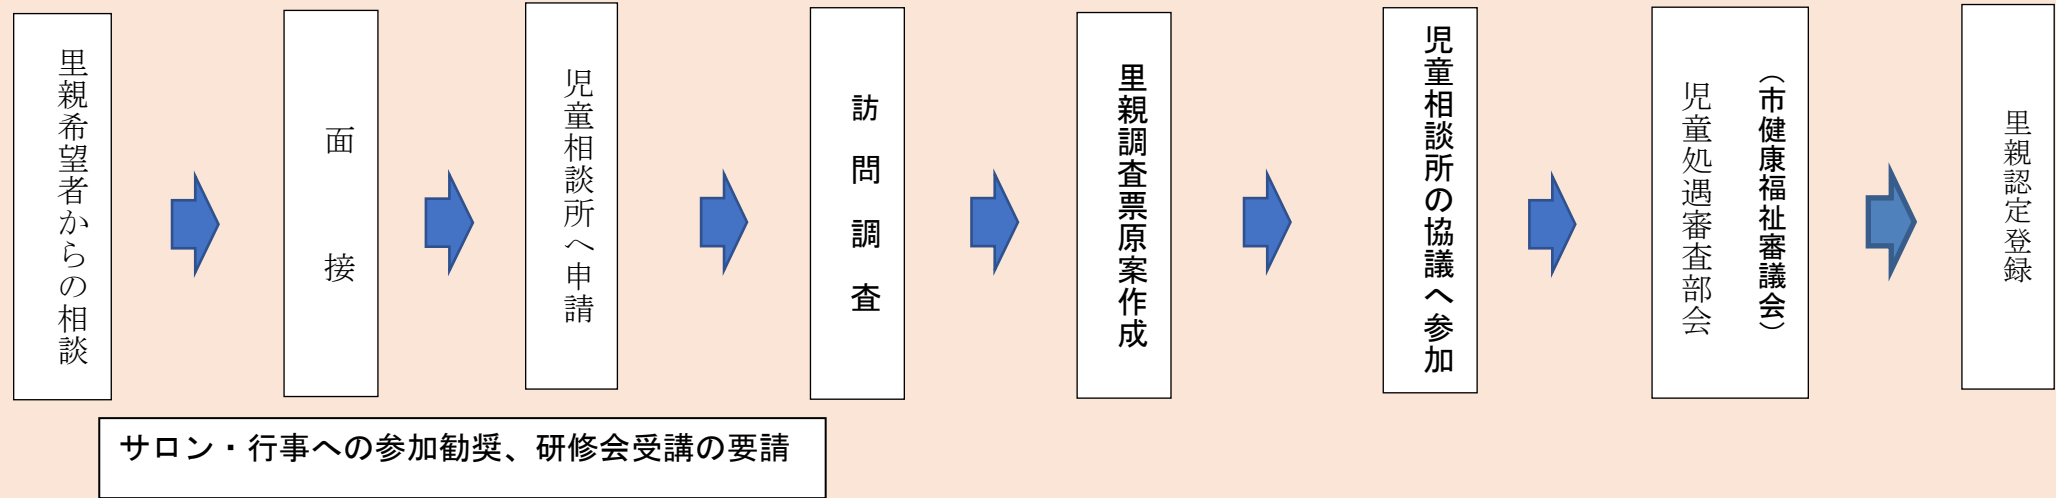 里親希望者からの相談
面接
児童相談所へ申請
訪問調査
里親調査票原案作成
児童相談所の協議へ参加
（市健康福祉審議会）
児童処遇審査部会
里親認定登録
サロン・行事への参加勧奨、研修会受講の要請